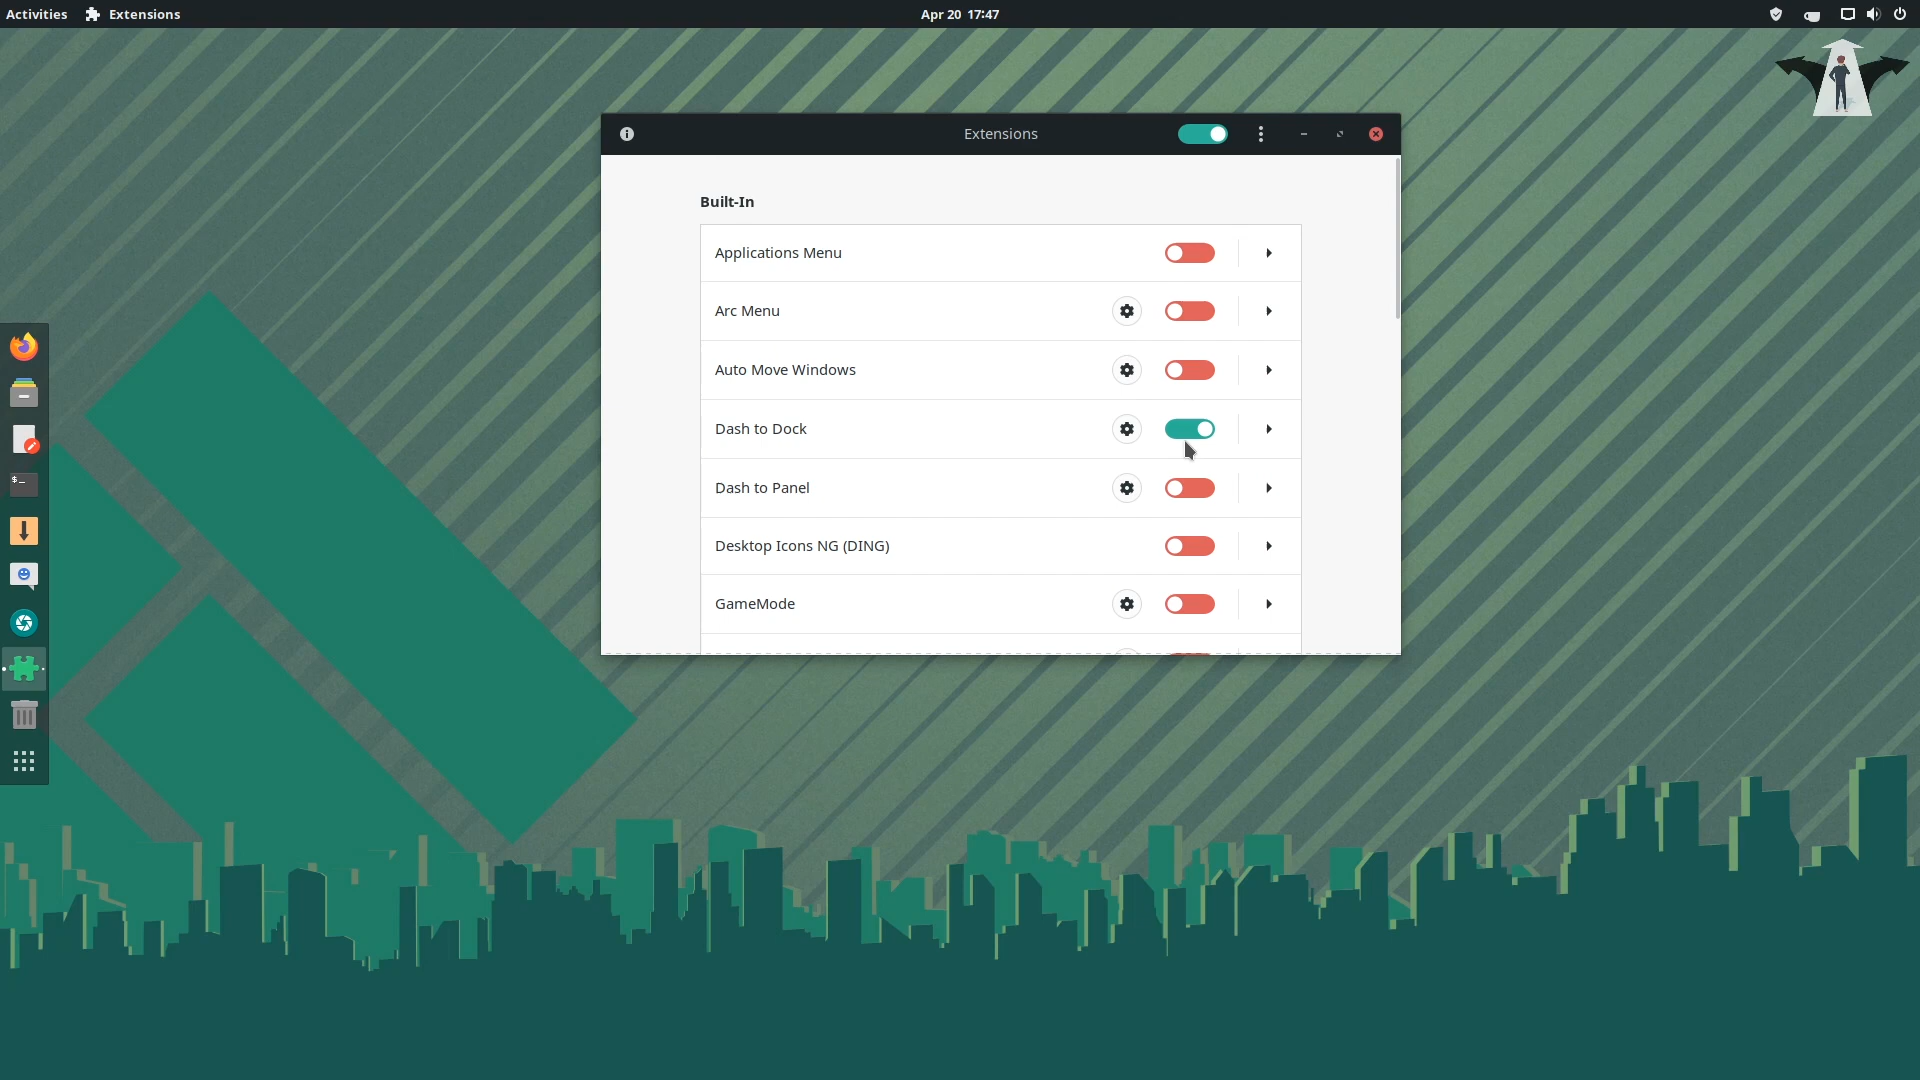 Activities Extensions Apr 20 17:47
Extensions
Built-In
Applications Menu
Arc Menu
Auto Move Windows
Dash to Dock
Dash to Panel
Desktop Icons NG (DING)
GameMode
$_